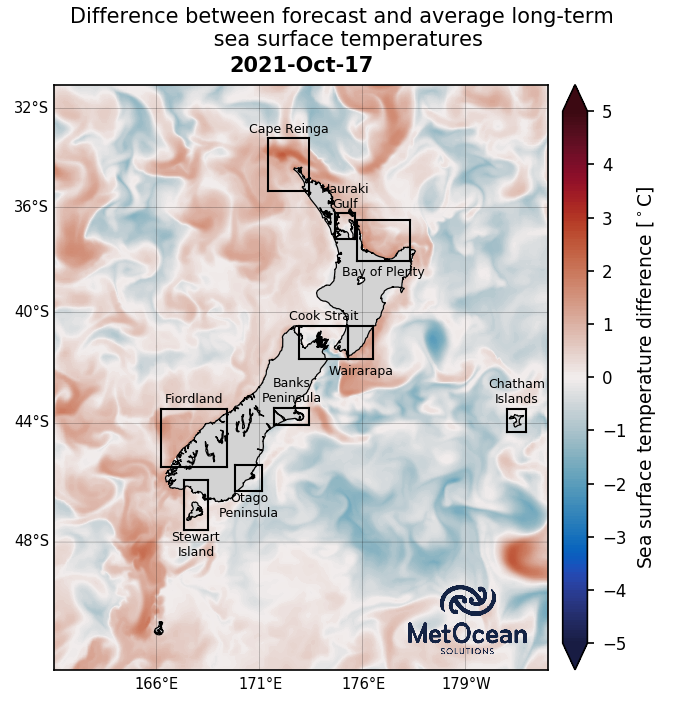 Difference between forecast and average long-term
sea surface temperatures
2021-Oct-17
32°S
36°S
40°S
44°S
48°S
Cape Reinga
Hauraki
Gulf
Bay of Plenty
Cook Strait
Wairarapa
Banks
Peninsula
Fiordland
Chatham
Islands
Otago
Peninsula
Stewart
Island
MetOcean
SOLUTIONS
166°E
171°E
176°E
179°W
5
4
3
2
1
0
−1
−2
−3
−4
−5
Sea surface temperature difference [°C]